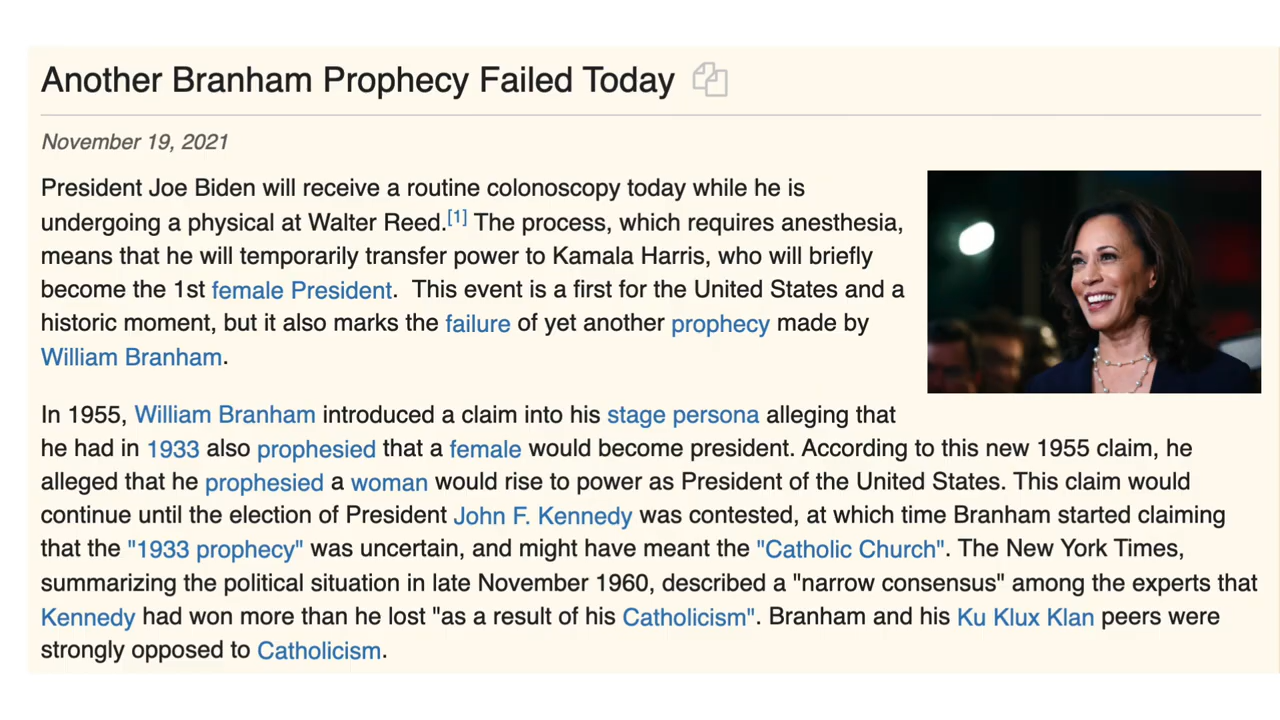 Another Branham Prophecy Failed Today
November 19, 2021
President Joe Biden will receive a routine colonoscopy today while he is
undergoing a physical at Walter Reed.[1] The process, which requires anesthesia,
means that he will temporarily transfer power to Kamala Harris, who will briefly
become the 1st female President.  This event is a first for the United States and a
historic moment, but it also marks the failure of yet another prophecy made by
William Branham.
In 1955, William Branham introduced a claim into his stage persona alleging that
he had in 1933 also prophesied that a female would become president. According to this new 1955 claim, he
alleged that he prophesied a woman would rise to power as President of the United States. This claim would
continue until the election of President John F. Kennedy was contested, at which time Branham started claiming
that the "1933 prophecy" was uncertain, and might have meant the "Catholic Church". The New York Times,
summarizing the political situation in late November 1960, described a "narrow consensus" among the experts that
Kennedy had won more than he lost "as a result of his Catholicism". Branham and his Ku Klux Klan peers were
strongly opposed to Catholicism.